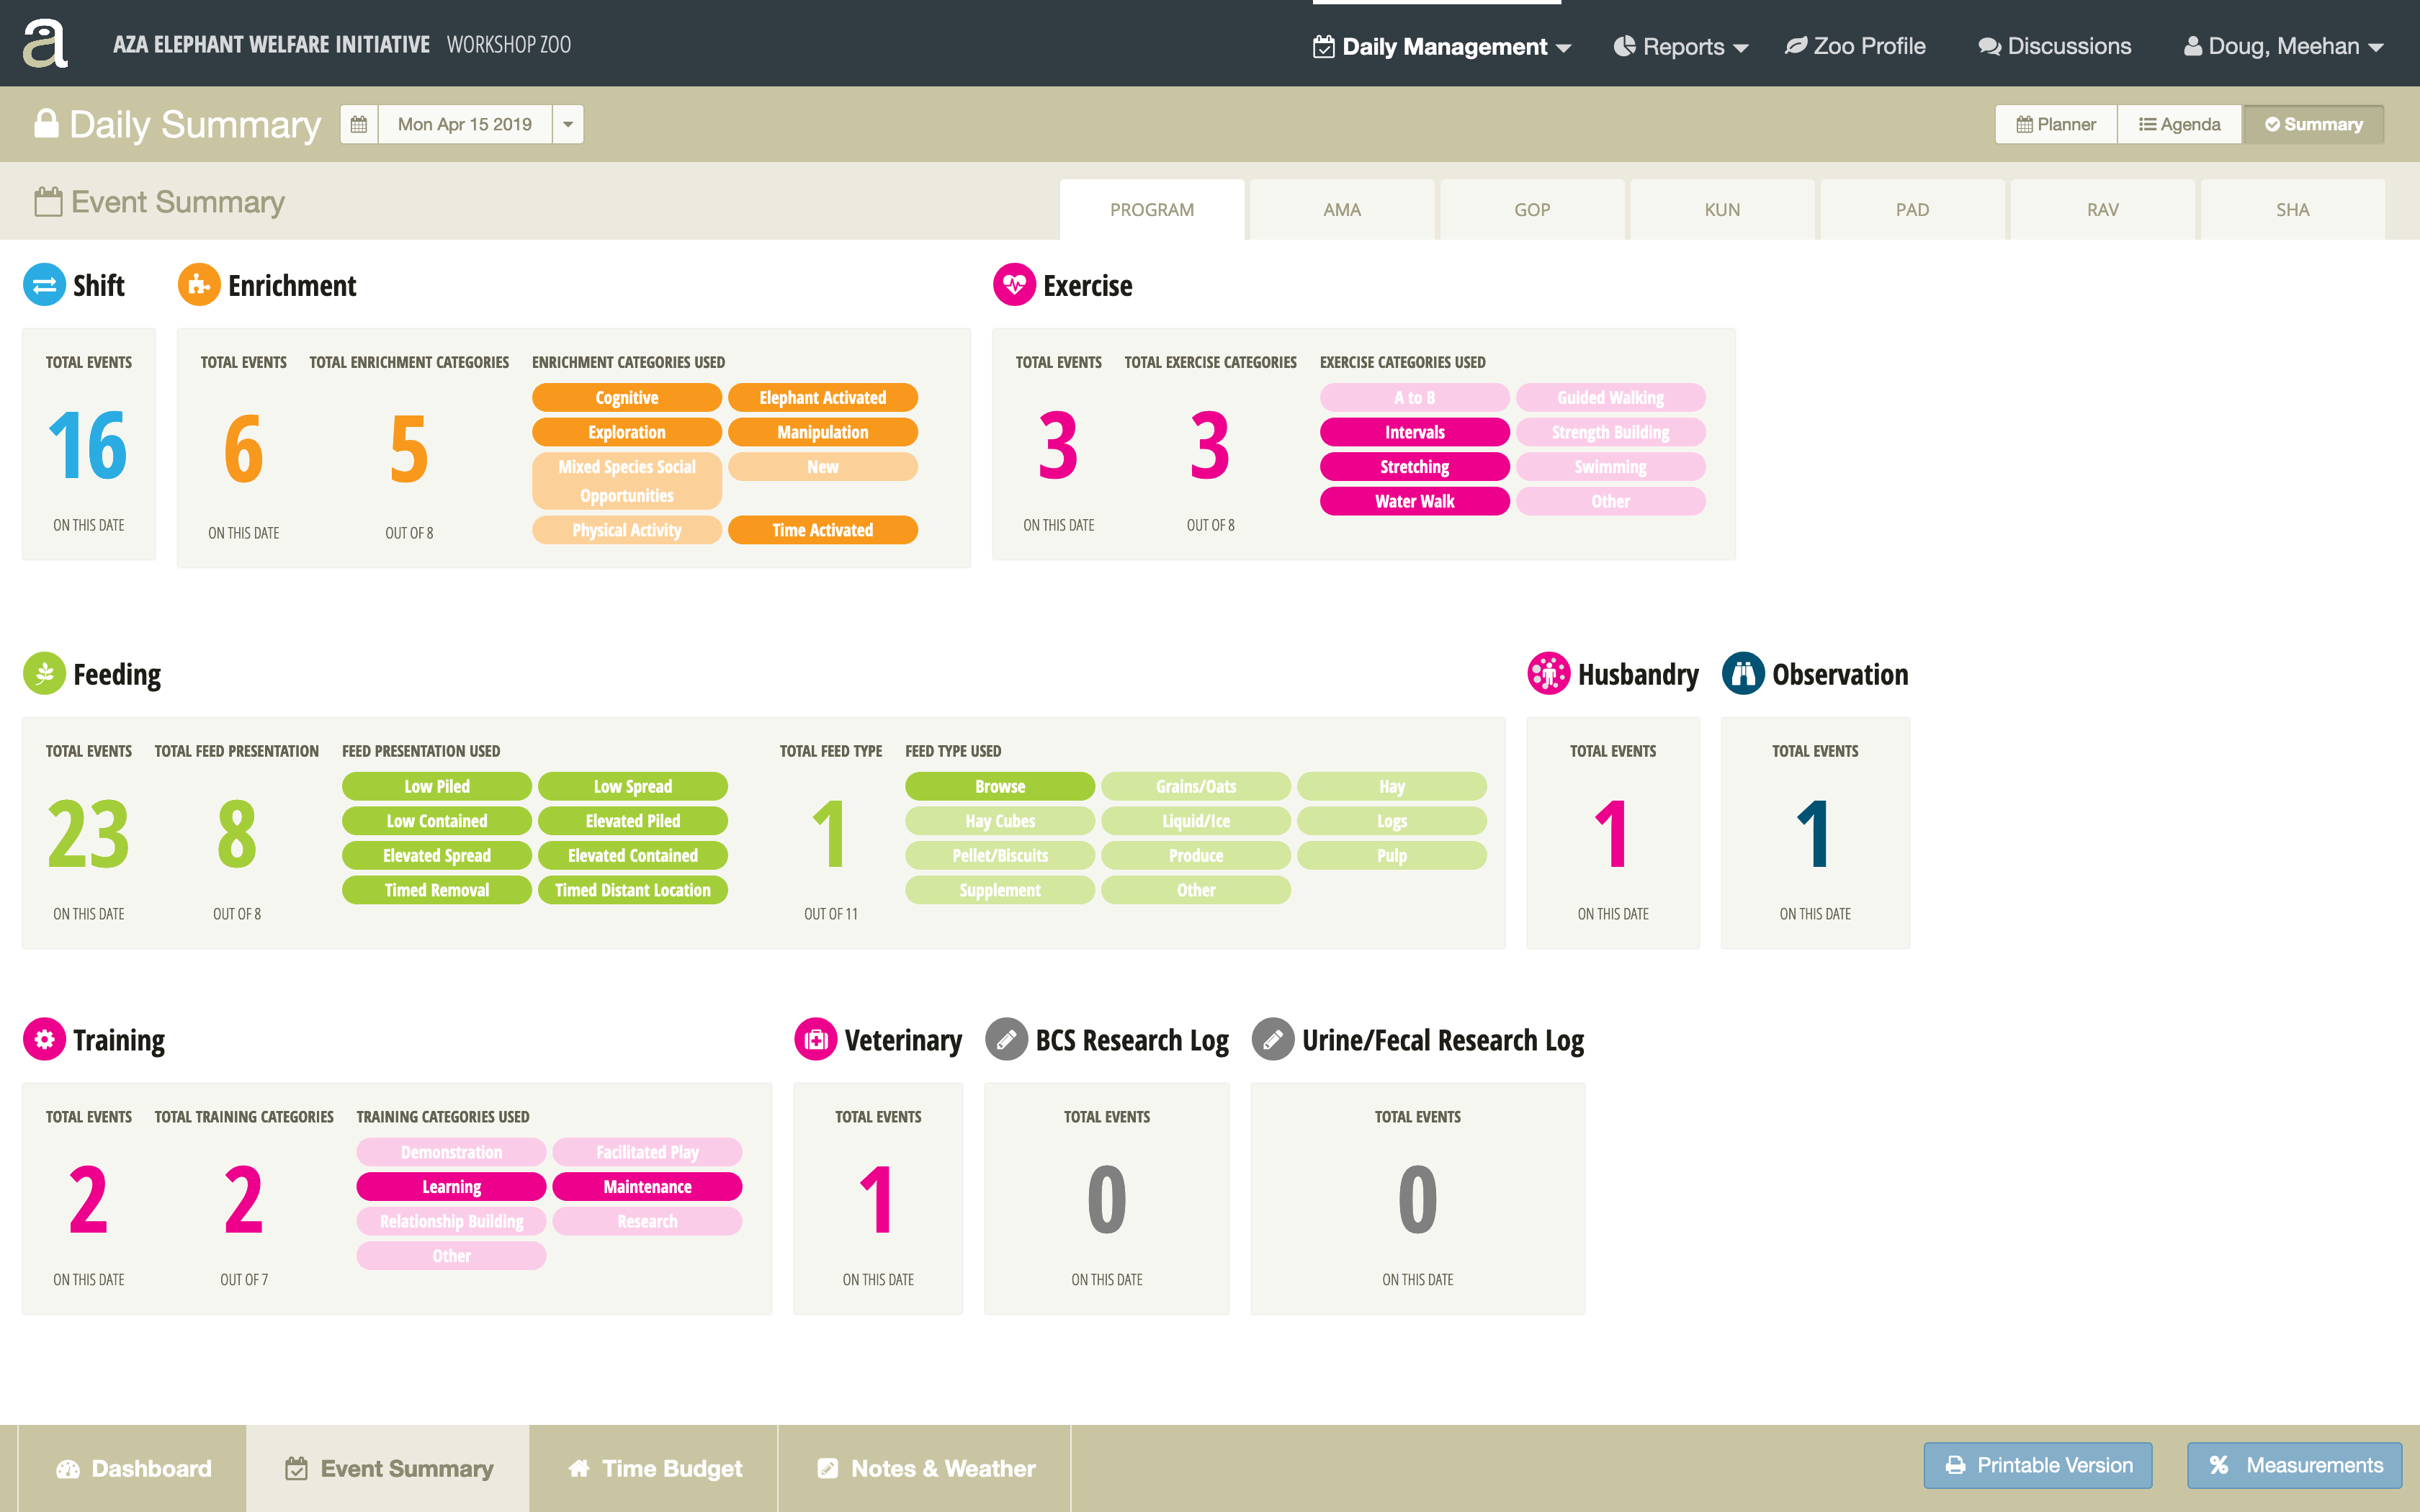 a AZA ELEPHANT WELFARE INITIATIVE WORKSHOP ZOO Daily Management Reports Zoo Profile Discussions Doug, Meehan
Daily Summary Mon Apr 15 2019 Planner Agenda Summary
Event Summary PROGRAM AMA GOP KUN PAD RAV SHA
Shift Enrichment Exercise
TOTAL EVENTS TOTAL EVENTS TOTAL ENRICHMENT CATEGORIES ENRICHMENT CATEGORIES USED TOTAL EVENTS TOTAL EXERCISE CATEGORIES EXERCISE CATEGORIES USED
Cognitive Elephant Activated A to B Guided Walking
Exploration Manipulation Intervals Strength Building
16 6 5 3 3
Mixed Species Social Opportunities New Stretching Swimming
Water Walk Other
ON THIS DATE ON THIS DATE OUT OF 8 Physical Activity Time Activated ON THIS DATE OUT OF 8
Feeding Husbandry Observation
TOTAL EVENTS TOTAL FEED PRESENTATION FEED PRESENTATION USED TOTAL FEED TYPE FEED TYPE USED TOTAL EVENTS TOTAL EVENTS
Low Piled Low Spread Browse Grains/Oats Hay
Low Contained Elevated Piled Hay Cubes Liquid/Ice Logs
23 8 1 1 1
Elevated Spread Elevated Contained Pellet/Biscuits Produce Pulp
Timed Removal Timed Distant Location Supplement Other
ON THIS DATE OUT OF 8 OUT OF 11 ON THIS DATE ON THIS DATE
Training Veterinary BCS Research Log Urine/Fecal Research Log
TOTAL EVENTS TOTAL TRAINING CATEGORIES TRAINING CATEGORIES USED TOTAL EVENTS TOTAL EVENTS TOTAL EVENTS
Demonstration Facilitated Play
Learning Maintenance
2 2 1 0 0
Relationship Building Research
Other
ON THIS DATE OUT OF 7 ON THIS DATE ON THIS DATE ON THIS DATE
Dashboard Event Summary Time Budget Notes & Weather Printable Version % Measurements